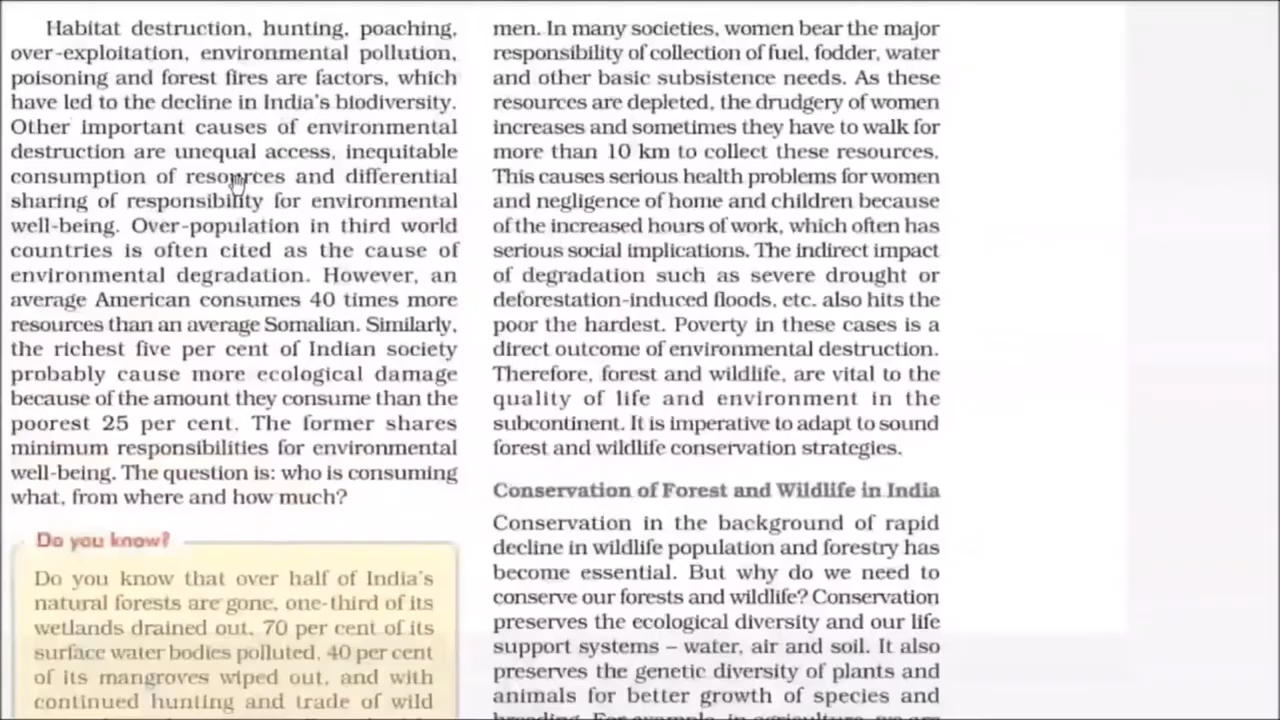 Habitat destruction, hunting, poaching,
over-exploitation, environmental pollution,
poisoning and forest fires are factors, which
have led to the decline in India's biodiversity.
Other important causes of environmental
destruction are unequal access, inequitable
consumption of resources and differential
sharing of responsibility for environmental
well-being. Over-population in third world
countries is often cited as the cause of
environmental degradation. However, an
average American consumes 40 times more
resources than an average Somalian. Similarly,
the richest five per cent of Indian society
probably cause more ecological damage
because of the amount they consume than the
poorest 25 per cent. The former shares
minimum responsibilities for environmental
well-being. The question is: who is consuming
what, from where and how much?
Do you know?
Do you know that over half of India's
natural forests are gone, one-third of its
wetlands drained out, 70 per cent of its
surface water bodies polluted, 40 per cent
of its mangroves wiped out, and with
continued hunting and trade of wild
men. In many societies, women bear the major
responsibility of collection of fuel, fodder, water
and other basic subsistence needs. As these
resources are depleted, the drudgery of women
increases and sometimes they have to walk for
more than 10 km to collect these resources.
This causes serious health problems for women
and negligence of home and children because
of the increased hours of work, which often has
serious social implications. The indirect impact
of degradation such as severe drought or
deforestation-induced floods, etc. also hits the
poor the hardest. Poverty in these cases is a
direct outcome of environmental destruction.
Therefore, forest and wildlife, are vital to the
quality of life and environment in the
subcontinent. It is imperative to adapt to sound
forest and wildlife conservation strategies.
Conservation of Forest and Wildlife in India
Conservation in the background of rapid
decline in wildlife population and forestry has
become essential. But why do we need to
conserve our forests and wildlife? Conservation
preserves the ecological diversity and our life
support systems – water, air and soil. It also
preserves the genetic diversity of plants and
animals for better growth of species and